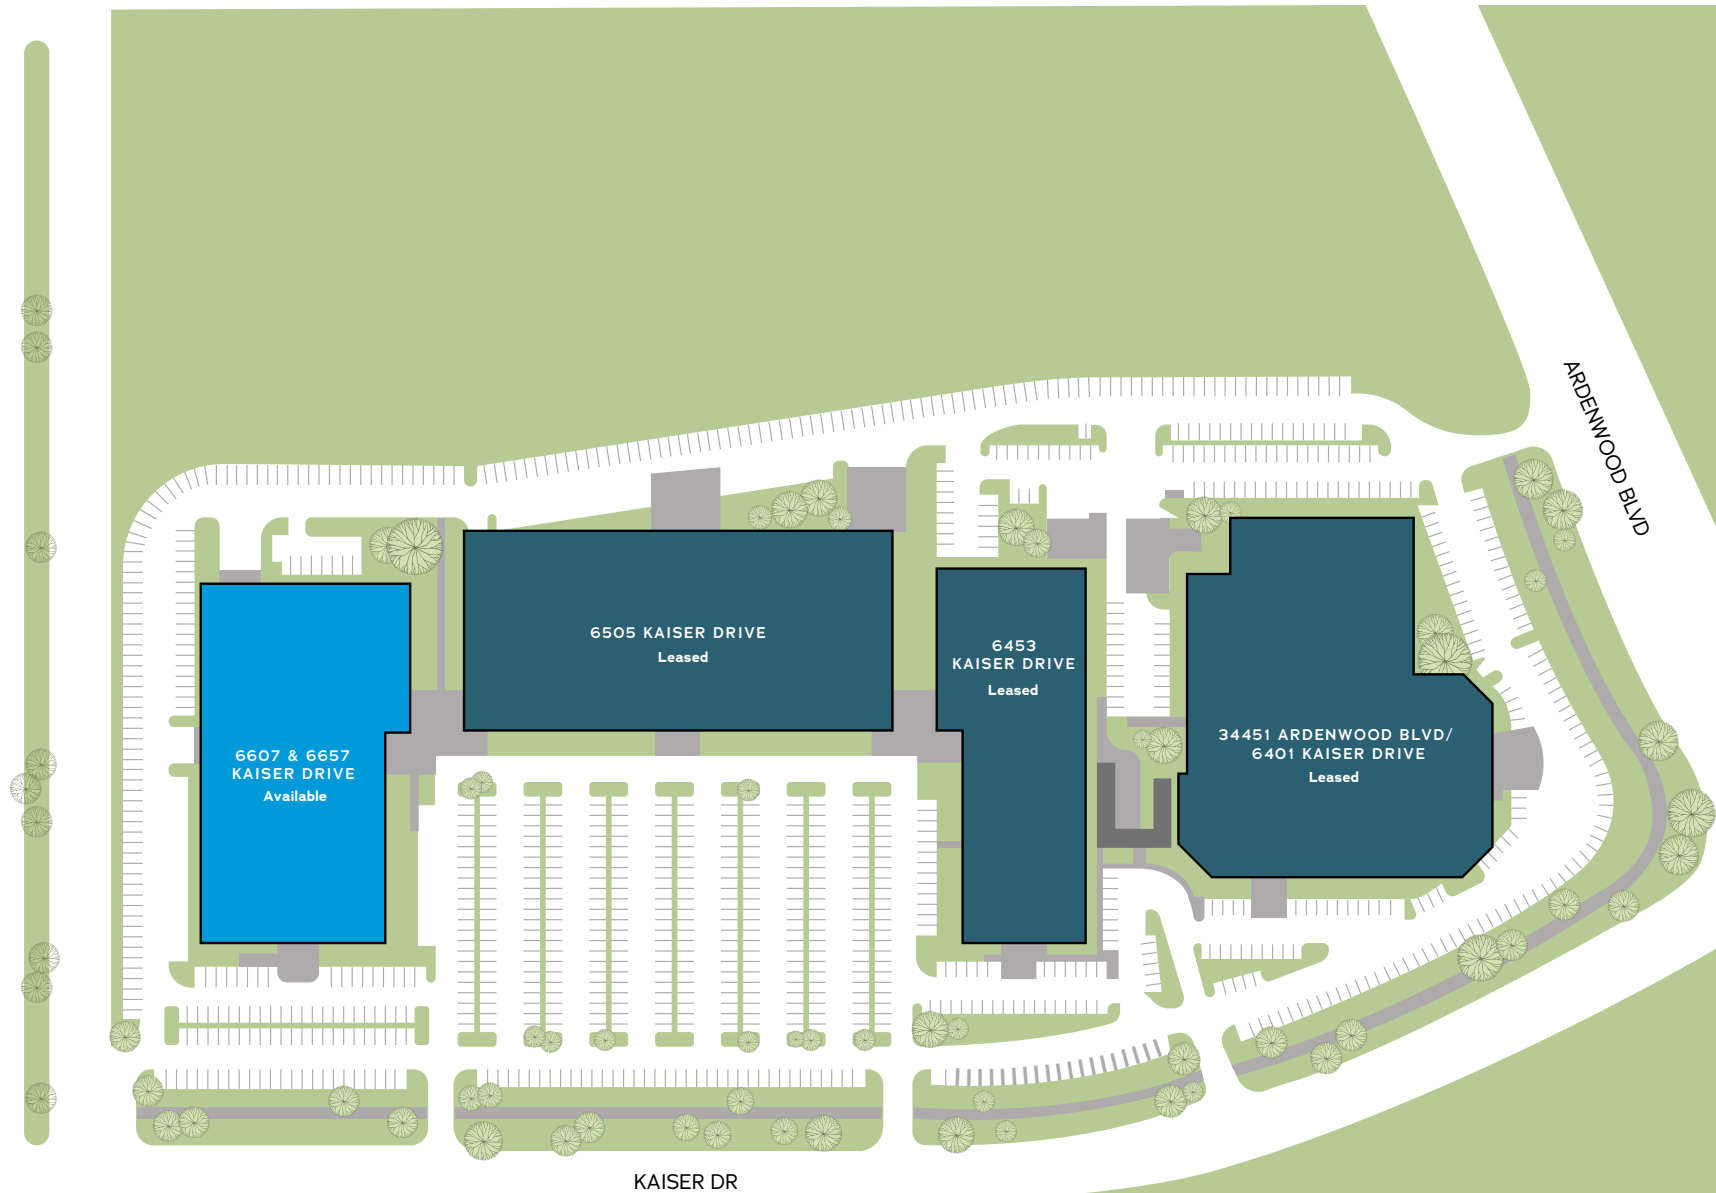 ARDENWOOD BLVD
6505 KAISER DRIVE
Leased
6453
KAISER DRIVE
Leased
34451 ARDENWOOD BLVD/
6401 KAISER DRIVE
Leased
6607 & 6657
KAISER DRIVE
Available
KAISER DR